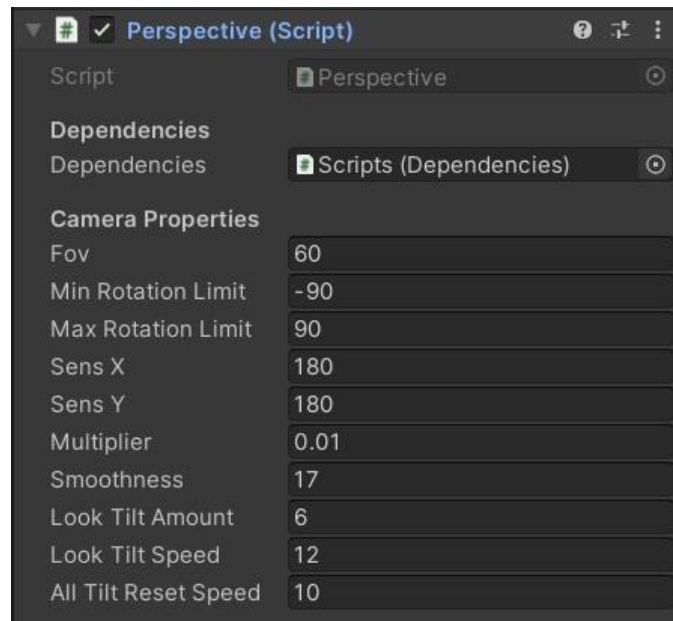 Perspective (Script)
Script Perspective
Dependencies
Dependencies Scripts (Dependencies)
Camera Properties
Fov 60
Min Rotation Limit -90
Max Rotation Limit 90
Sens X 180
Sens Y 180
Multiplier 0.01
Smoothness 17
Look Tilt Amount 6
Look Tilt Speed 12
All Tilt Reset Speed 10